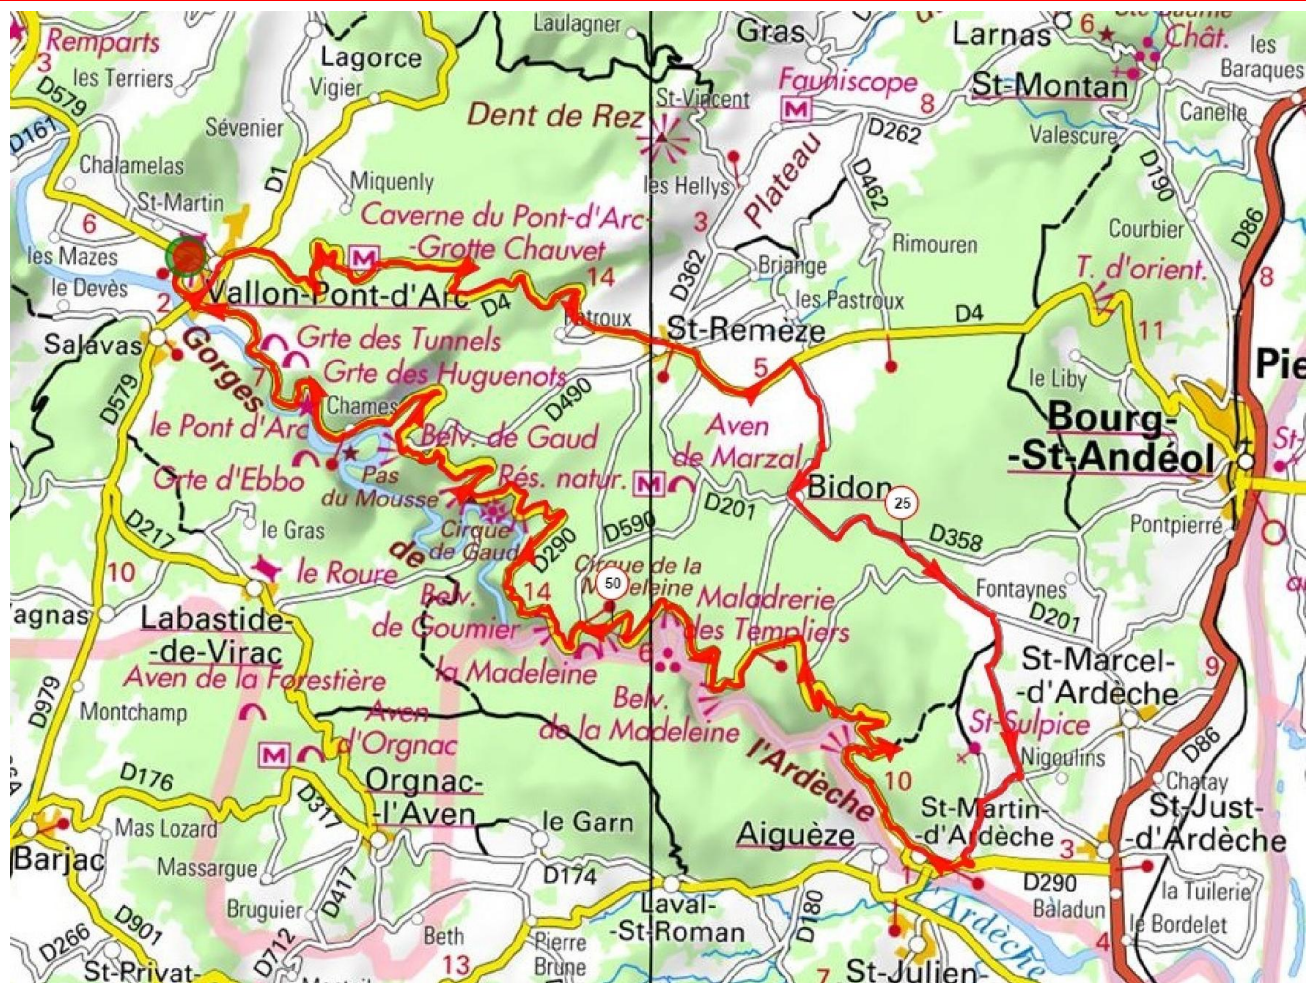 Remparts
3
les Terriers
D579
D161
Chalamelas
St-Martin
6
les Mazes
le Devès
2
Salavas
Lagorce
Vigier
Sévenier
D1
Miquenly
Laulagner
Dent de Rez
St-Vincent
Gras
Fauniscope
M
8
D262
les Hellys
3
Plateau
D462
D362
Rimouren
Briange
les Pastroux
Larnas
6
Chât.
St-Montan
les
Baraques
Canelle
Valescure
D190
Courbier
D86
8
T. d'orient.
11
D4
Caverne du Pont-d'Arc-
-Grotte Chauvet
M
14
D4
Vallon-Pont-d'Arc
St-Remèze
5
le Liby
Pie
Bourg-
-St-Andéol
St-
Pontpierre
Gorges
7
Grte des Tunnels
Grte des Huguenots
Chames
le Pont d'Arc
D490
Belv. de Gaud
Grte d'Ebbo
Pas
du Mousse
Rés. natur.
M
Aven
de Marzal
D201
Bidon
25
D358
Cirque
de Gaud
de
D290
D590
Cirque de la
50
14
D579
D217
le Gras
10
le Roure
Labastide-
-de-Virac
Belv.
de Goumier
la Madeleine
6
Maladrerie
des Templiers
Belv.
de la Madeleine
Fontaynes
D201
St-Marcel-
-d'Ardèche
9
D86
St-Sulpice
Nigoulins
Chatay
agnas
Aven de la Forestière
D979
Montchamp
Aven
d'Orgnac
M
D176
D317
Orgnac-
-l'Aven
l'Ardèche
10
St-Martin-
-d'Ardèche
St-Just-
-d'Ardèche
3
Barjac
Mas Lozard
Massargue
le Garn
D174
Aiguèze
1
D290
la Tuilerie
Bàladun
le Bordelet
4
D417
Bruguier
D712
D266
D901
St-Privat-
Beth
13
Pierre
Brune
Laval-
-St-Roman
D180
l'Ardèche
7
St-Julien-